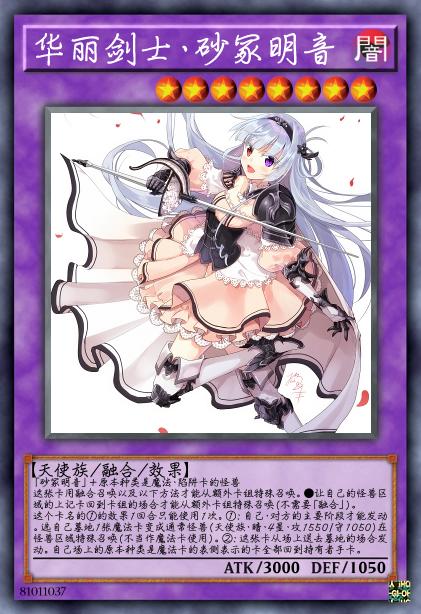 华丽剑士·砂冢明音 闇
【天使族/融合/效果】
「砂冢明音」+原本种类是魔法·陷阱卡的怪兽
这张卡用融合召唤以及以下方法才能从额外卡组特殊召唤。●让自己的怪兽区
域的上记卡回到卡组的场合才能从额外卡组特殊召唤(不需要「融合」)。
这个卡名的①的效果1回合只能使用1次。①:自己·对方的主要阶段才能发动。
选自己墓地1张魔法卡变成通常怪兽(天使族·暗·4星·攻1550/守1050)在
怪兽区域特殊召唤(不当作魔法卡使用)。②:这张卡从场上送去墓地的场合发
动。自己场上的原本种类是魔法卡的表侧表示的卡全部回到持有者手卡。
ATK/3000 DEF/1050
81011037